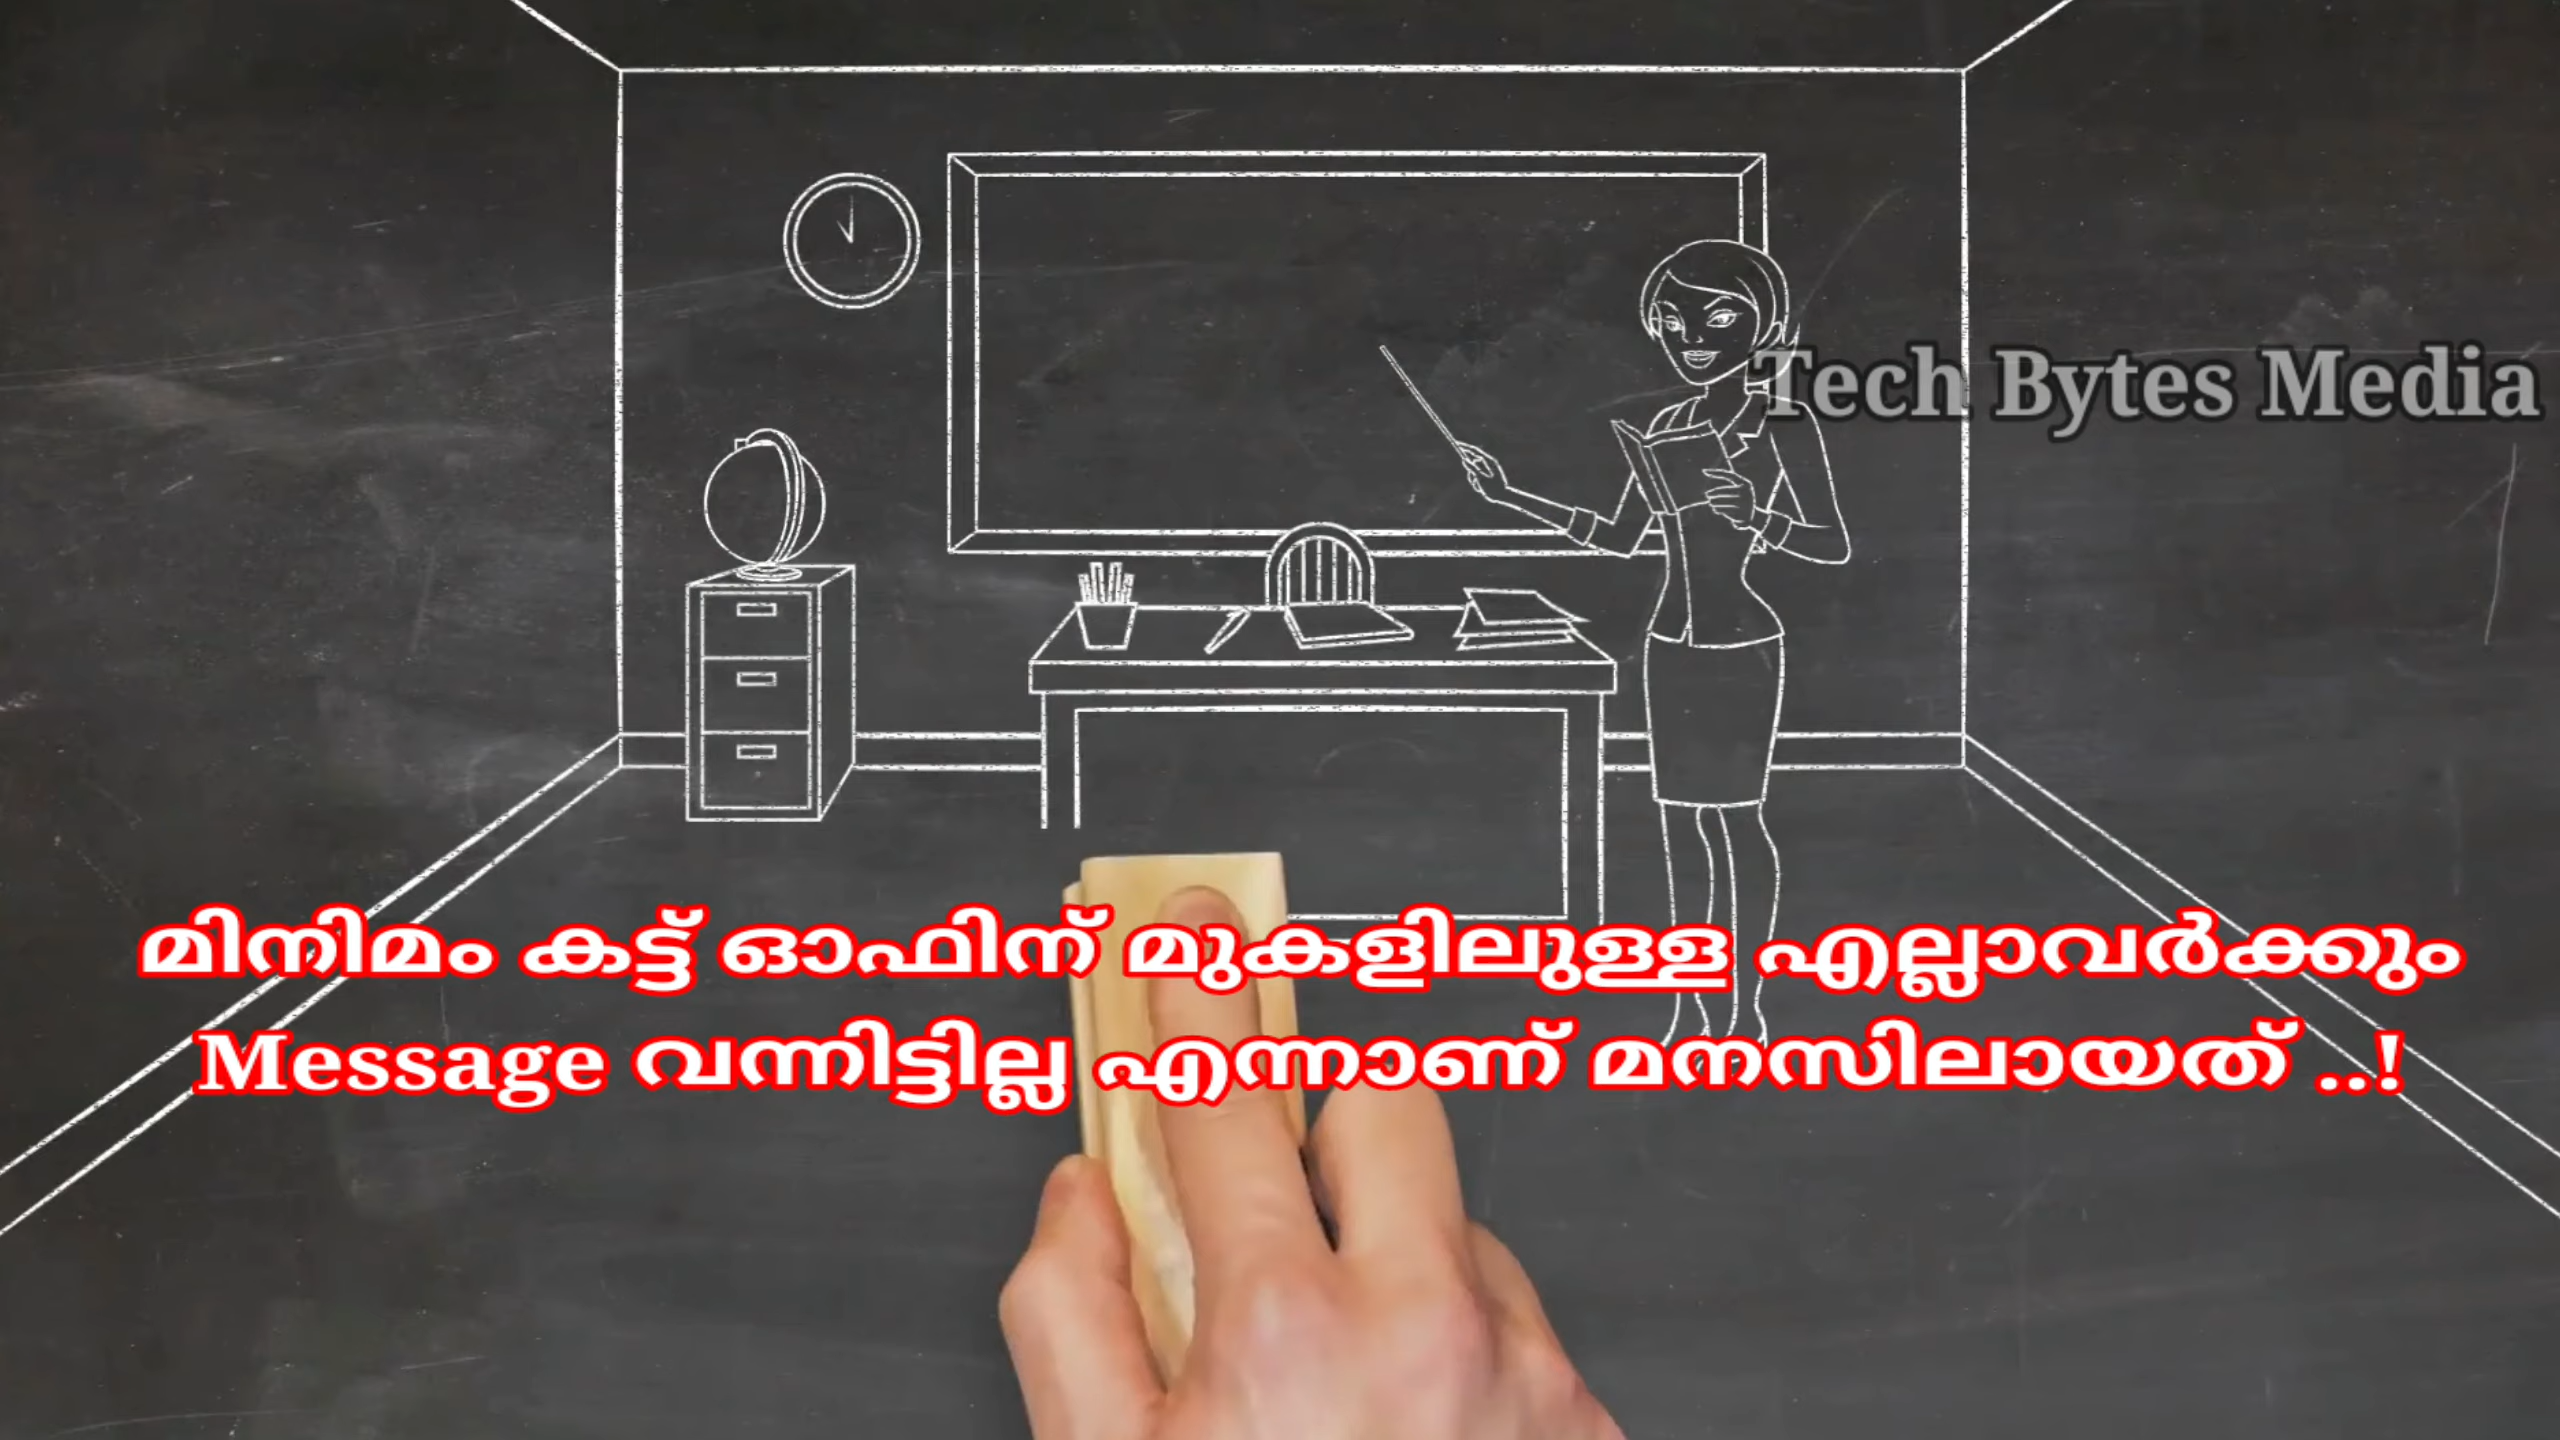 Tech Bytes Media
മിനിമം കട്ട് ഓഫിന് മുകളിലുള്ള എല്ലാവർക്കും
Message വന്നിട്ടില്ല എന്നാണ് മനസിലായത് ..!